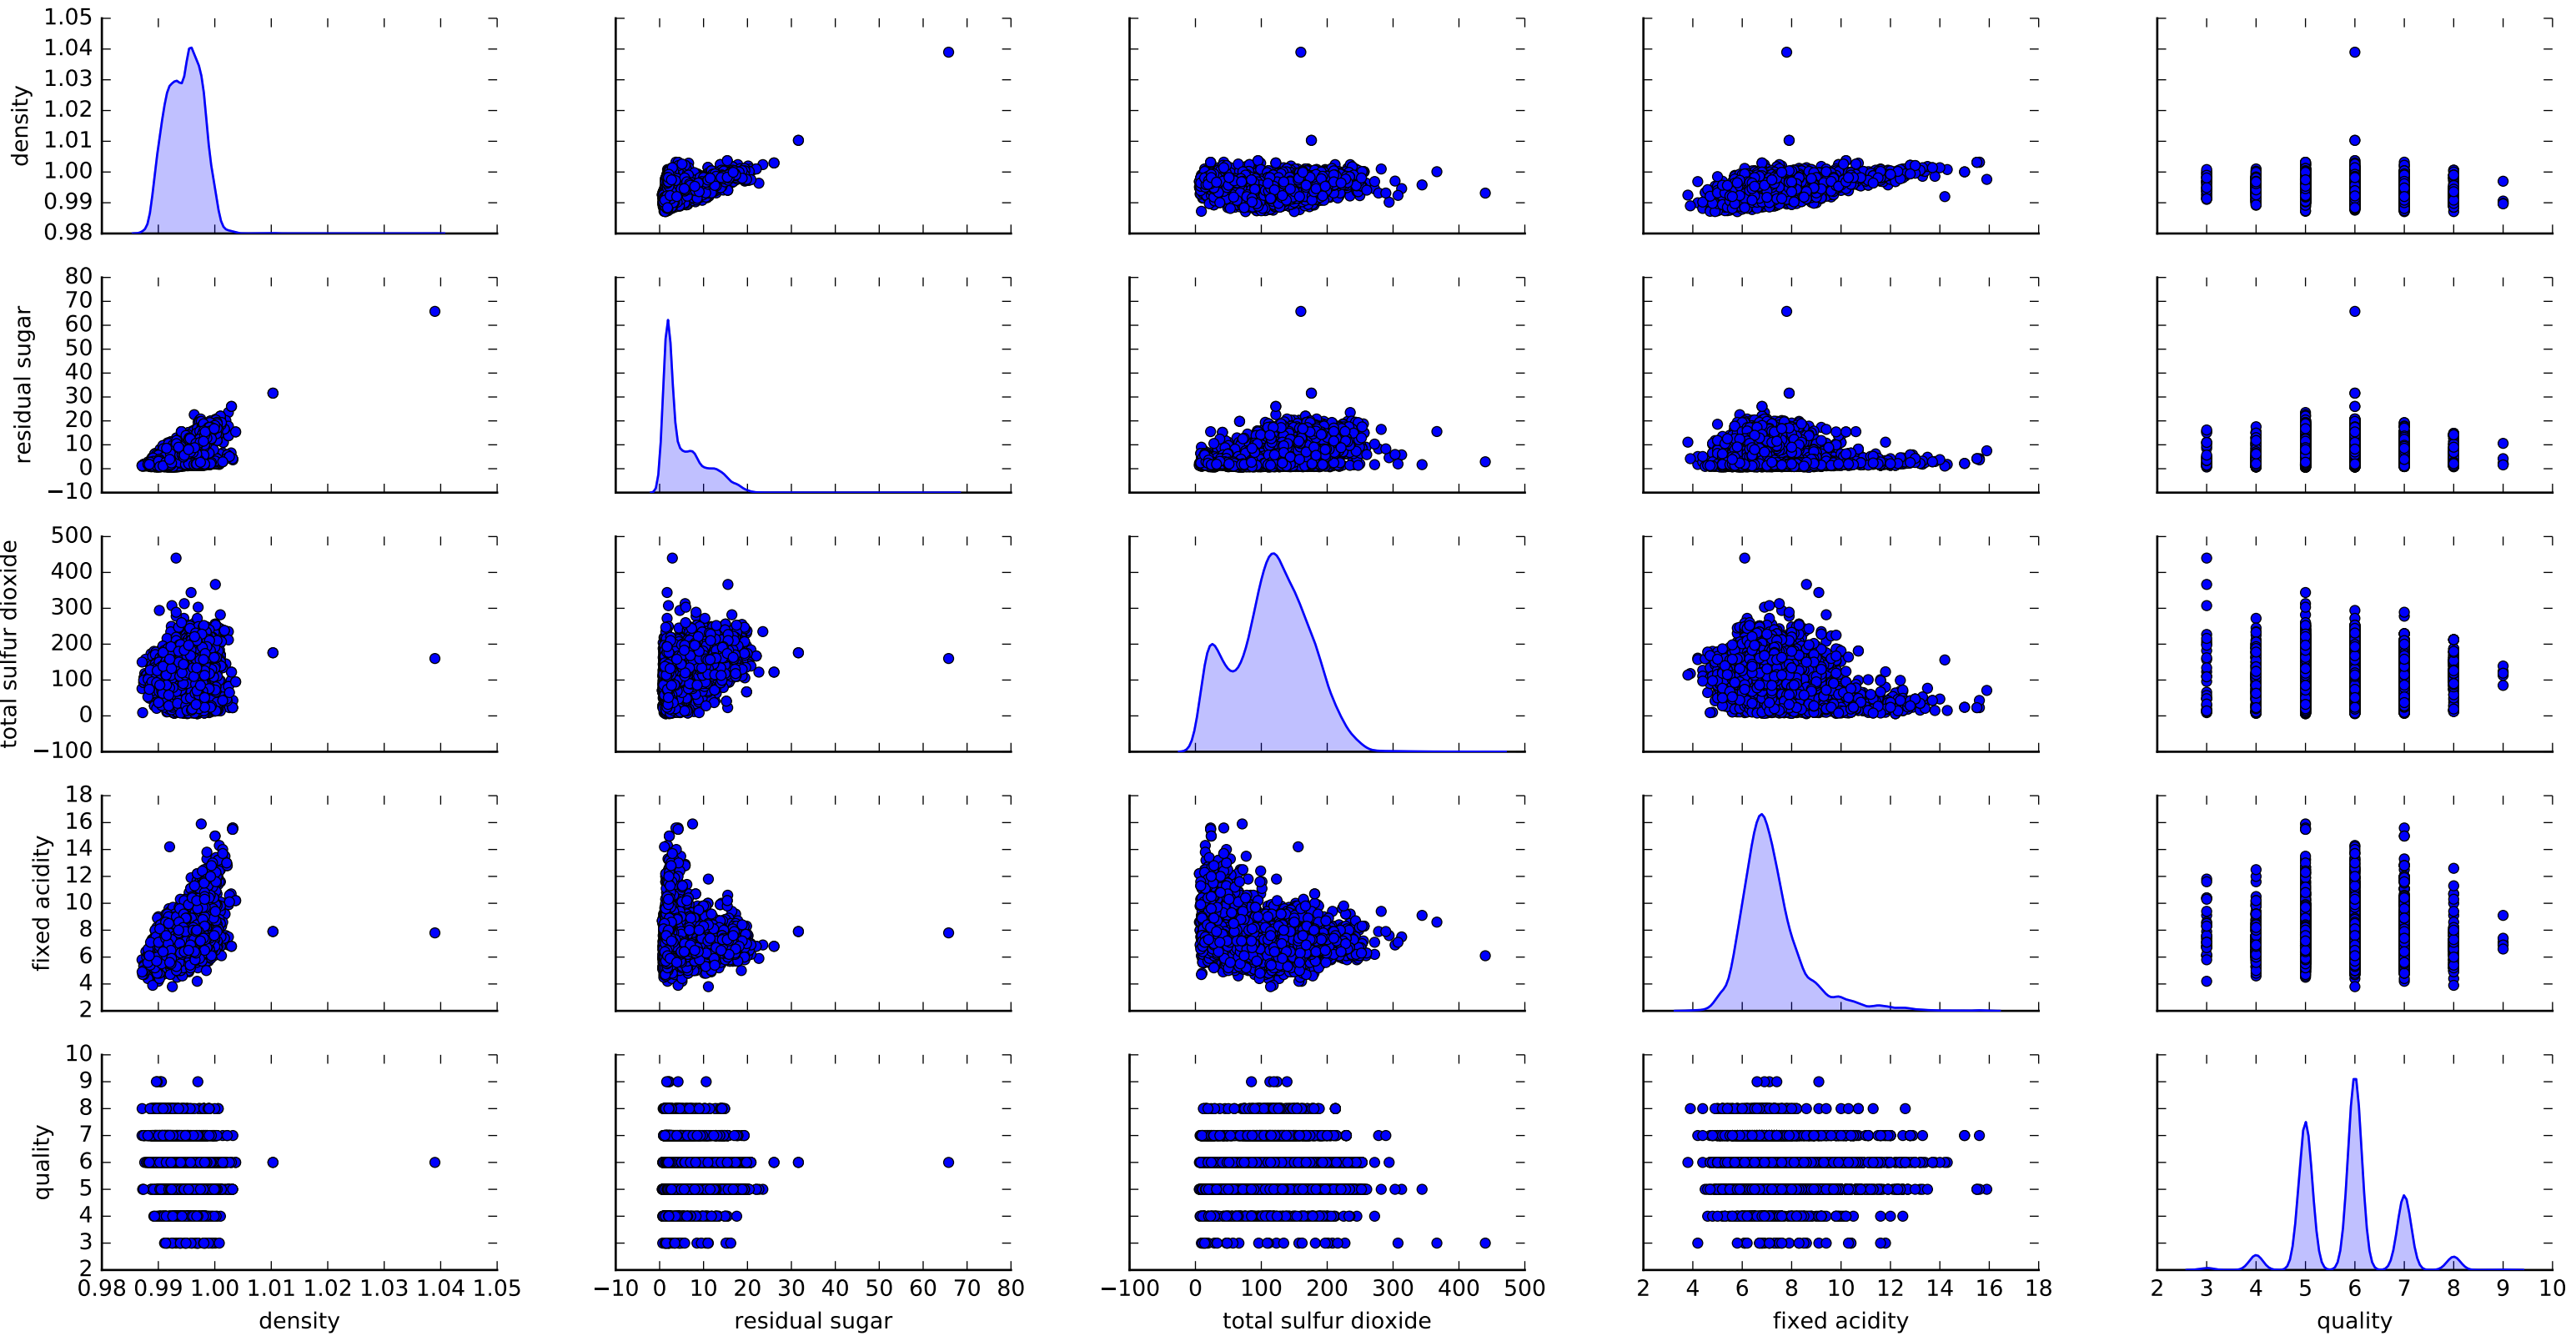 1.05
1.04
1.03
1.02
1.01
1.00
0.99
0.98
density
80
70
60
50
40
30
20
10
0
−10
residual sugar
500
400
300
200
100
0
−100
total sulfur dioxide
18
16
14
12
10
8
6
4
2
fixed acidity
10
9
8
7
6
5
4
3
2
quality
0.98 0.99 1.00 1.01 1.02 1.03 1.04 1.05
density
−10 0 10 20 30 40 50 60 70 80
residual sugar
−100 0 100 200 300 400 500
total sulfur dioxide
2 4 6 8 10 12 14 16 18
fixed acidity
2 3 4 5 6 7 8 9 10
quality